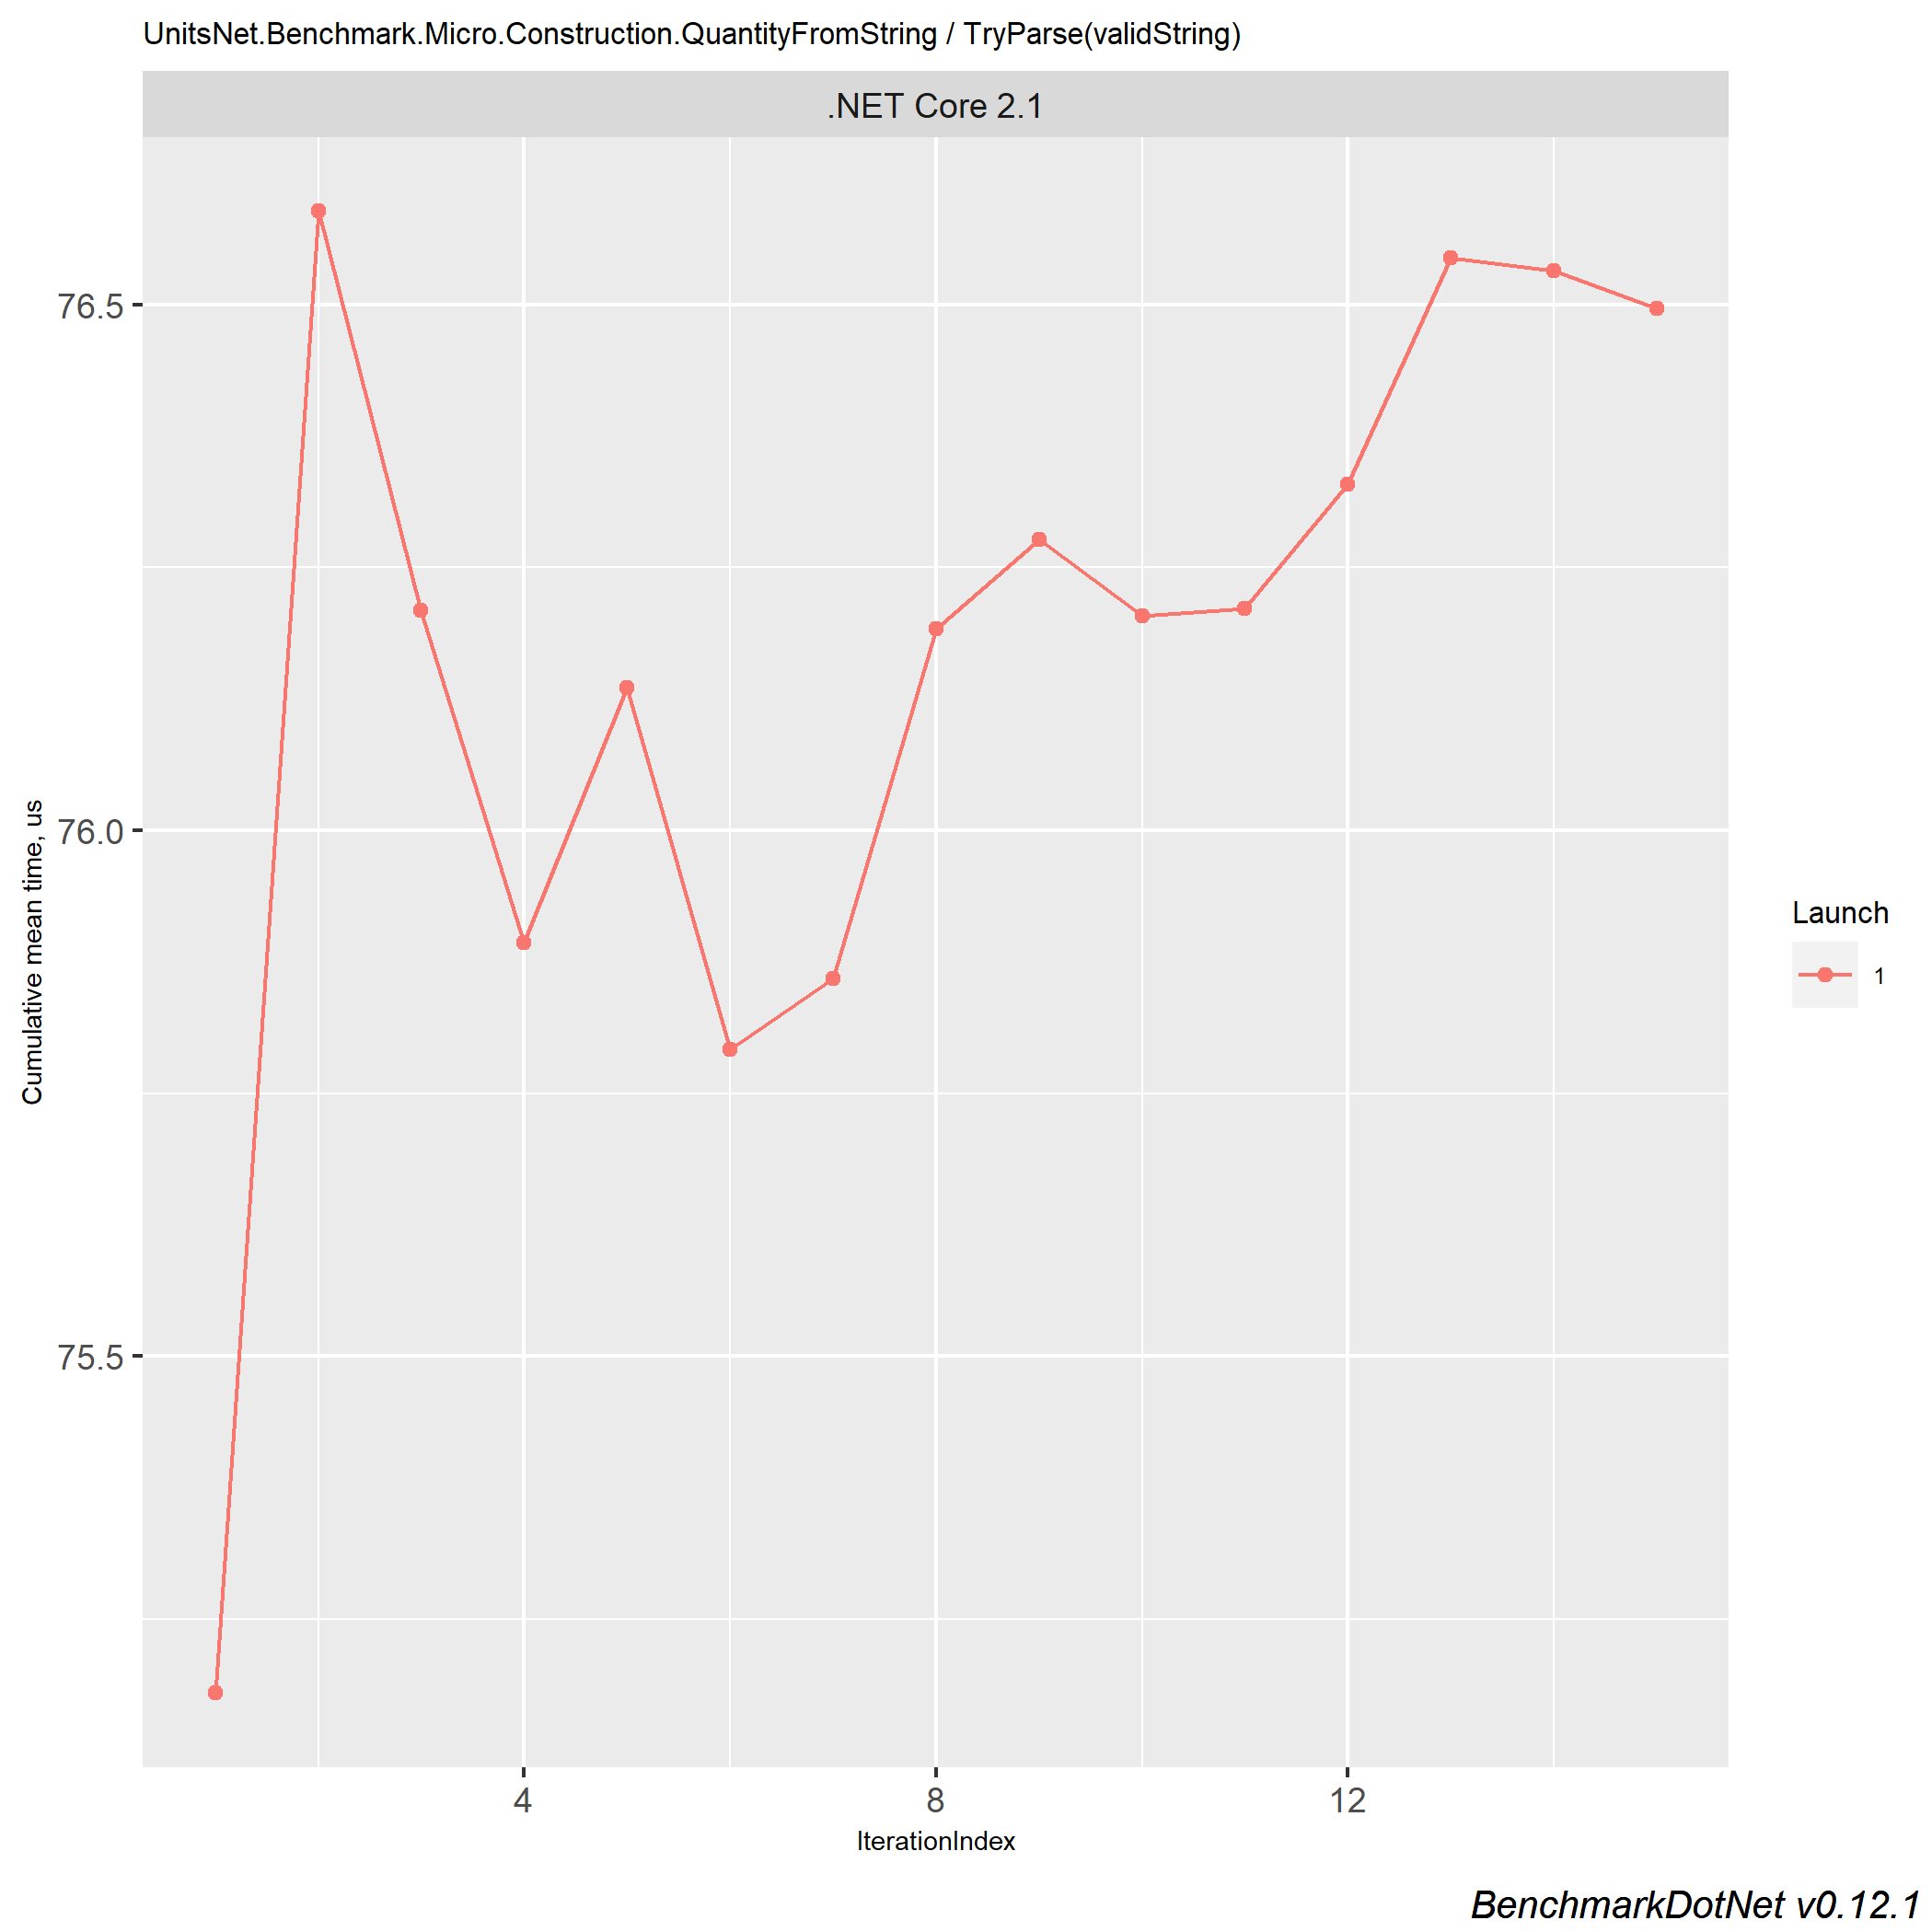 UnitsNet.Benchmark.Micro.Construction.QuantityFromString / TryParse(validString)
.NET Core 2.1
76.5
76.0
75.5
Cumulative mean time, us
4
8
12
IterationIndex
Launch
1
BenchmarkDotNet v0.12.1